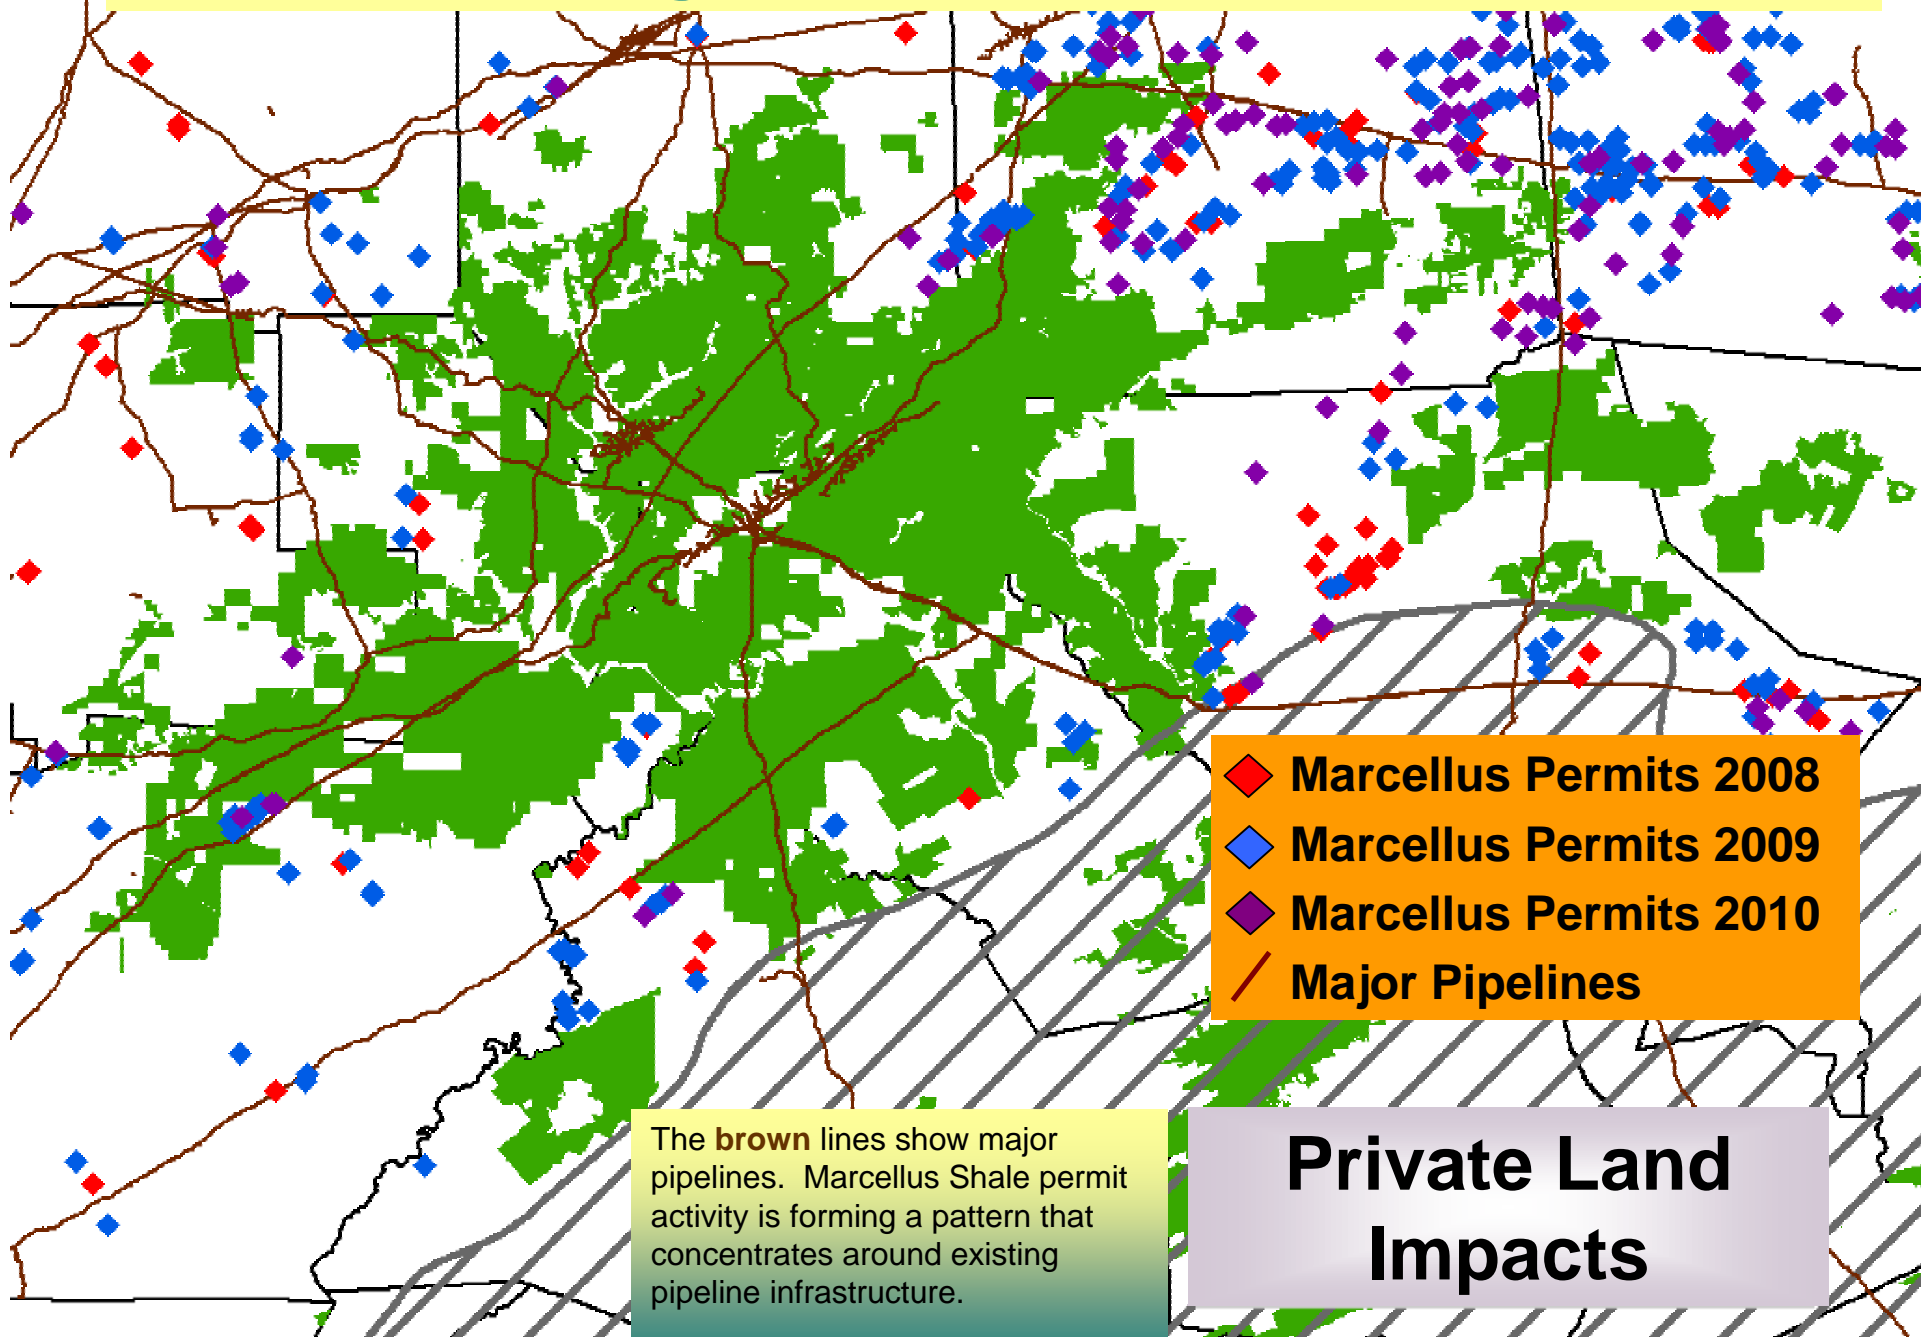 Marcellus Permits 2008
Marcellus Permits 2009
Marcellus Permits 2010
Major Pipelines
The brown lines show major
pipelines. Marcellus Shale permit
activity is forming a pattern that
concentrates around existing
pipeline infrastructure.
Private Land
Impacts